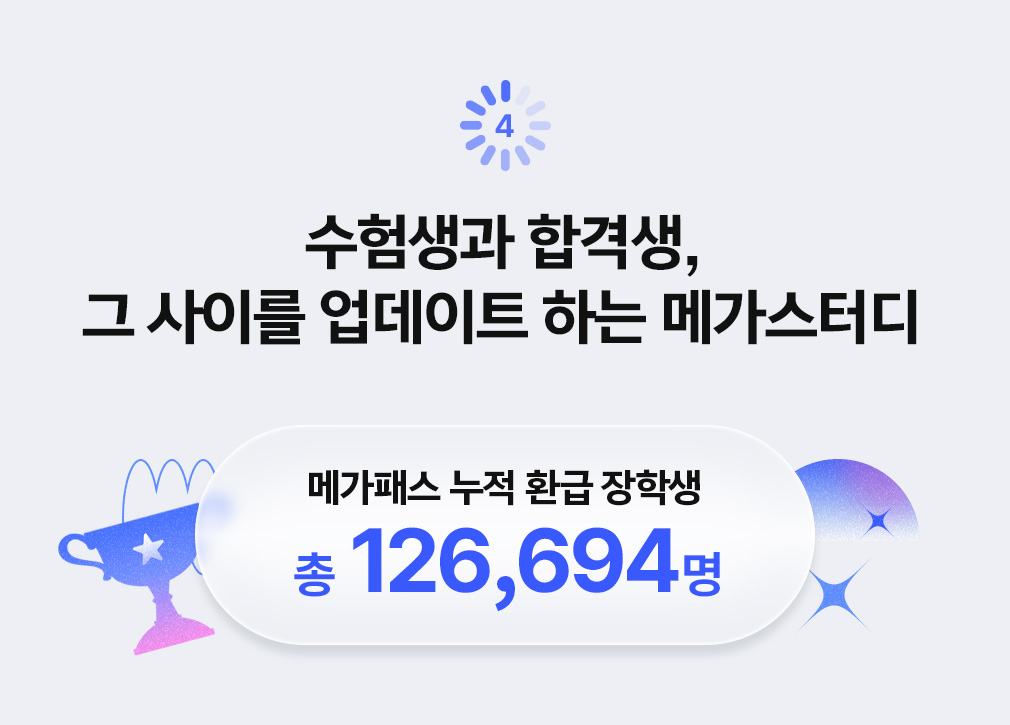 4
수험생과 합격생,
그 사이를 업데이트 하는 메가스터디
메가패스 누적 환급 장학생
총 126,694명